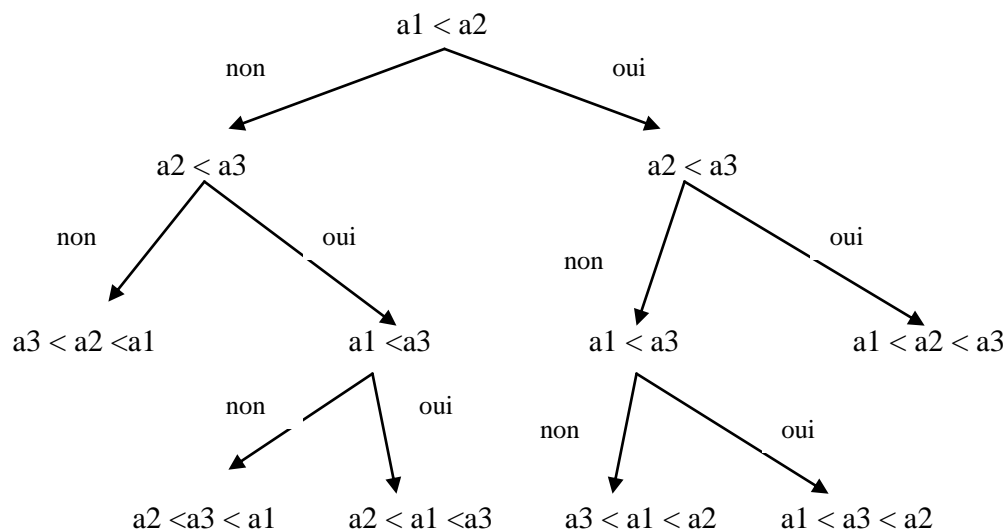 a1 < a2
non oui
a2 < a3 a2 < a3
non oui non oui
a3 < a2 <a1 a1 <a3 a1 < a3 a1 < a2 < a3
non oui non oui
a2 <a3 < a1 a2 < a1 <a3 a3 < a1 < a2 a1 < a3 < a2